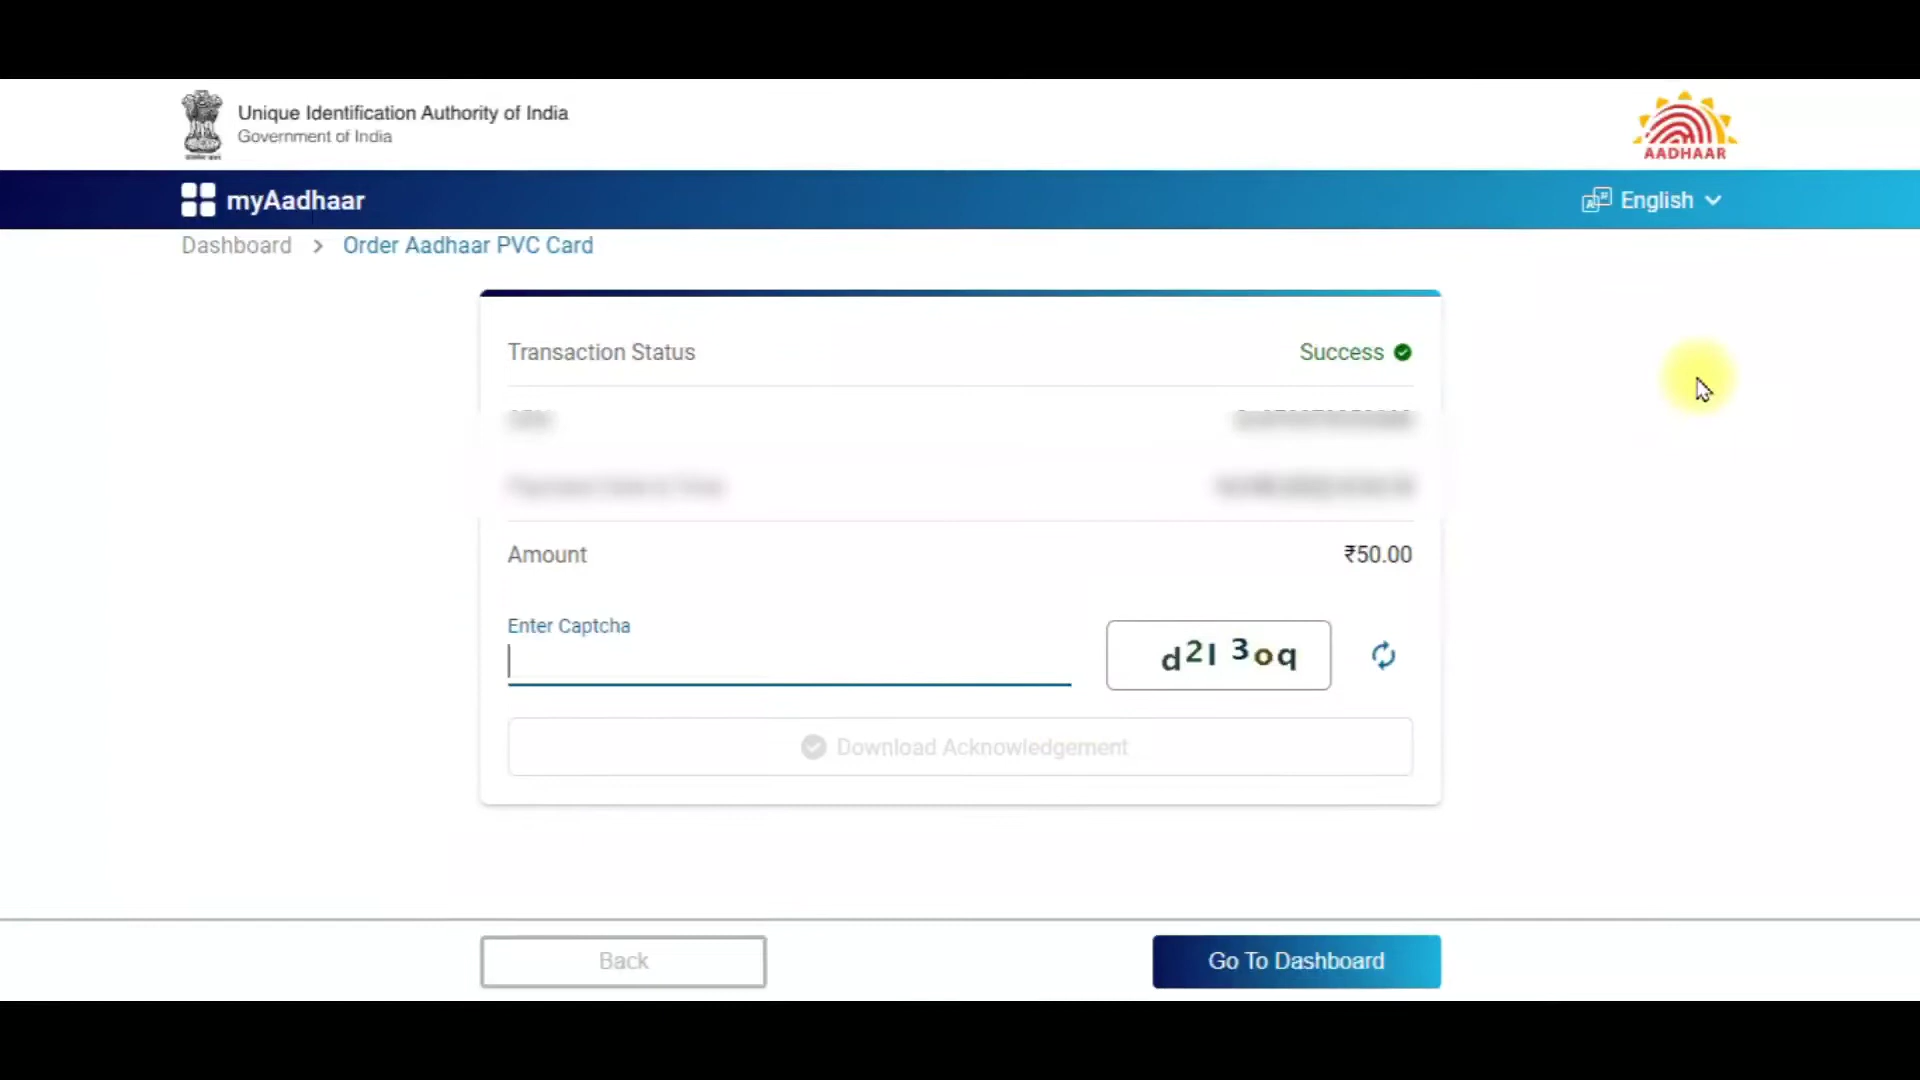 Unique Identification Authority of India
Government of India
AADHAAR
myAadhaar
English
Dashboard > Order Aadhaar PVC Card
Transaction Status Success
Amount ₹50.00
Enter Captcha
d2l 3oq
Download Acknowledgement
Back
Go To Dashboard